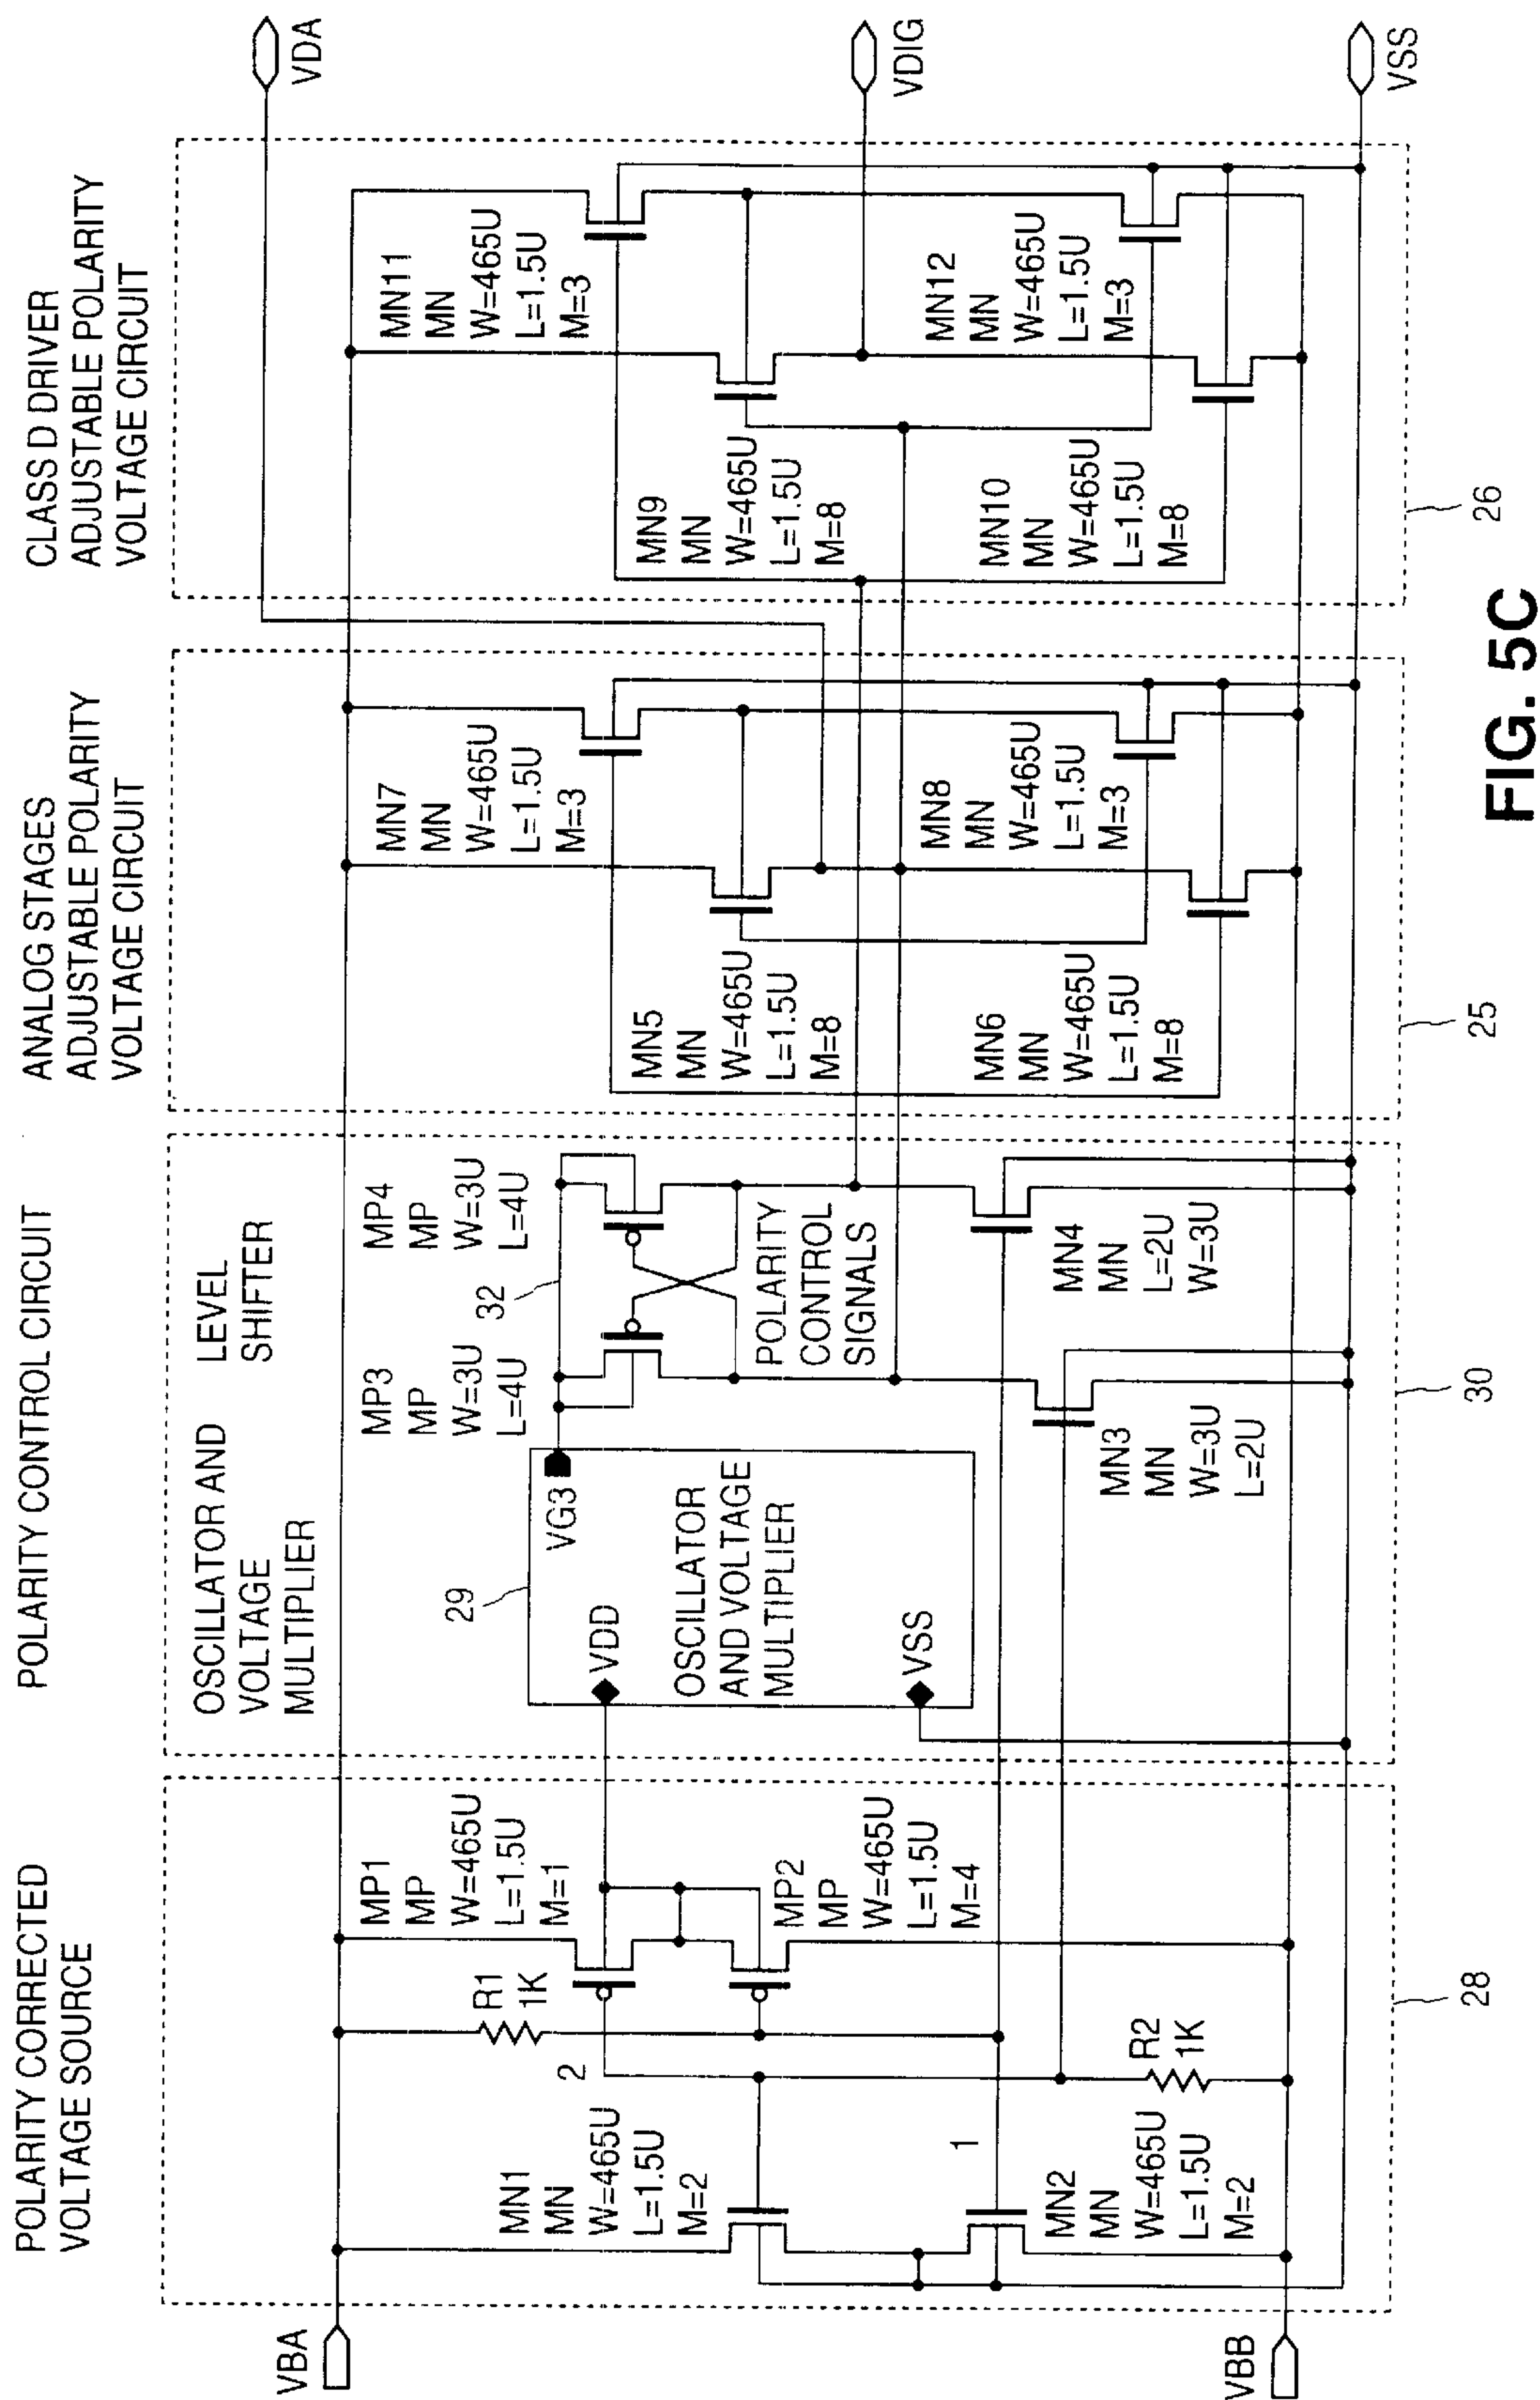 POLARITY CORRECTED
VOLTAGE SOURCE
POLARITY CONTROL CIRCUIT
ANALOG STAGES
ADJUSTABLE POLARITY
VOLTAGE CIRCUIT
CLASS D DRIVER
ADJUSTABLE POLARITY
VOLTAGE CIRCUIT
OSCILLATOR AND
VOLTAGE
MULTIPLIER
LEVEL
SHIFTER
VBA
VBB
MN1
MN
W=465U
L=1.5U
M=2
2
R1
1K
MP1
MP
W=465U
L=1.5U
M=1
MP2
MP
W=465U
L=1.5U
M=4
1
MN2
MN
W=465U
L=1.5U
M=2
R2
1K
28
29
VDD
VG3
OSCILLATOR
AND VOLTAGE
MULTIPLIER
VSS
MP3
MP
W=3U
L=4U
32
MP4
MP
W=3U
L=4U
POLARITY
CONTROL
SIGNALS
MN3
MN
W=3U
L=2U
MN4
MN
L=2U
W=3U
30
MN7
MN
W=465U
L=1.5U
M=3
MN5
MN
W=465U
L=1.5U
M=8
MN8
MN
W=465U
L=1.5U
M=3
MN6
MN
W=465U
L=1.5U
M=8
25
MN11
MN
W=465U
L=1.5U
M=3
MN9
MN
W=465U
L=1.5U
M=8
MN12
MN
W=465U
L=1.5U
M=3
MN10
MN
W=465U
L=1.5U
M=8
26
VDA
VDIG
VSS
FIG. 5C